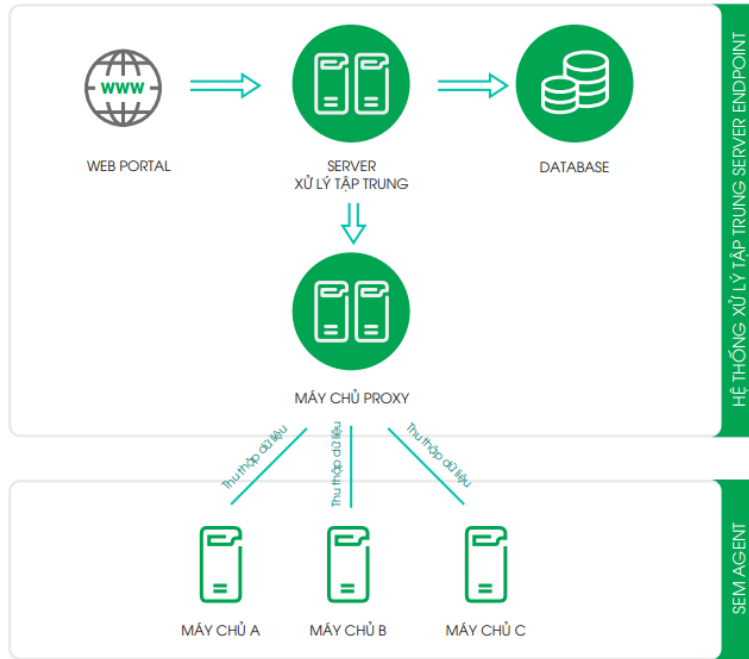 WWW
WEB PORTAL
SERVER
XỬ LÝ TẬP TRUNG
DATABASE
MÁY CHỦ PROXY
Thu thập dữ liệu
Thu thập dữ liệu
Thu thập dữ liệu
HỆ THỐNG XỬ LÝ TẬP TRUNG SERVER ENDPOINT
MÁY CHỦ A
MÁY CHỦ B
MÁY CHỦ C
SEM AGENT